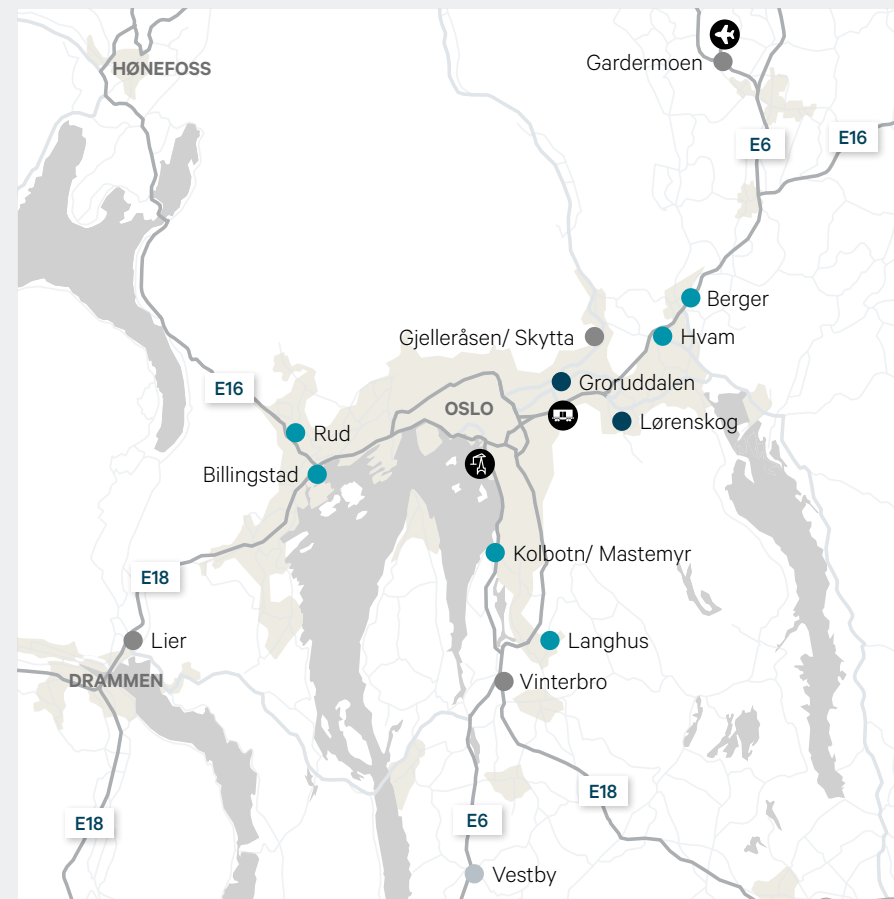 Gardermoen
HØNEFOSS
E6
E16
Berger
Gjelleråsen/ Skytta
Hvam
Groruddalen
E16
OSLO
Lørenskog
Rud
Billingstad
Kolbotn/ Mastemyr
E18
Lier
Langhus
DRAMMEN
Vinterbro
E18
E6
E18
Vestby